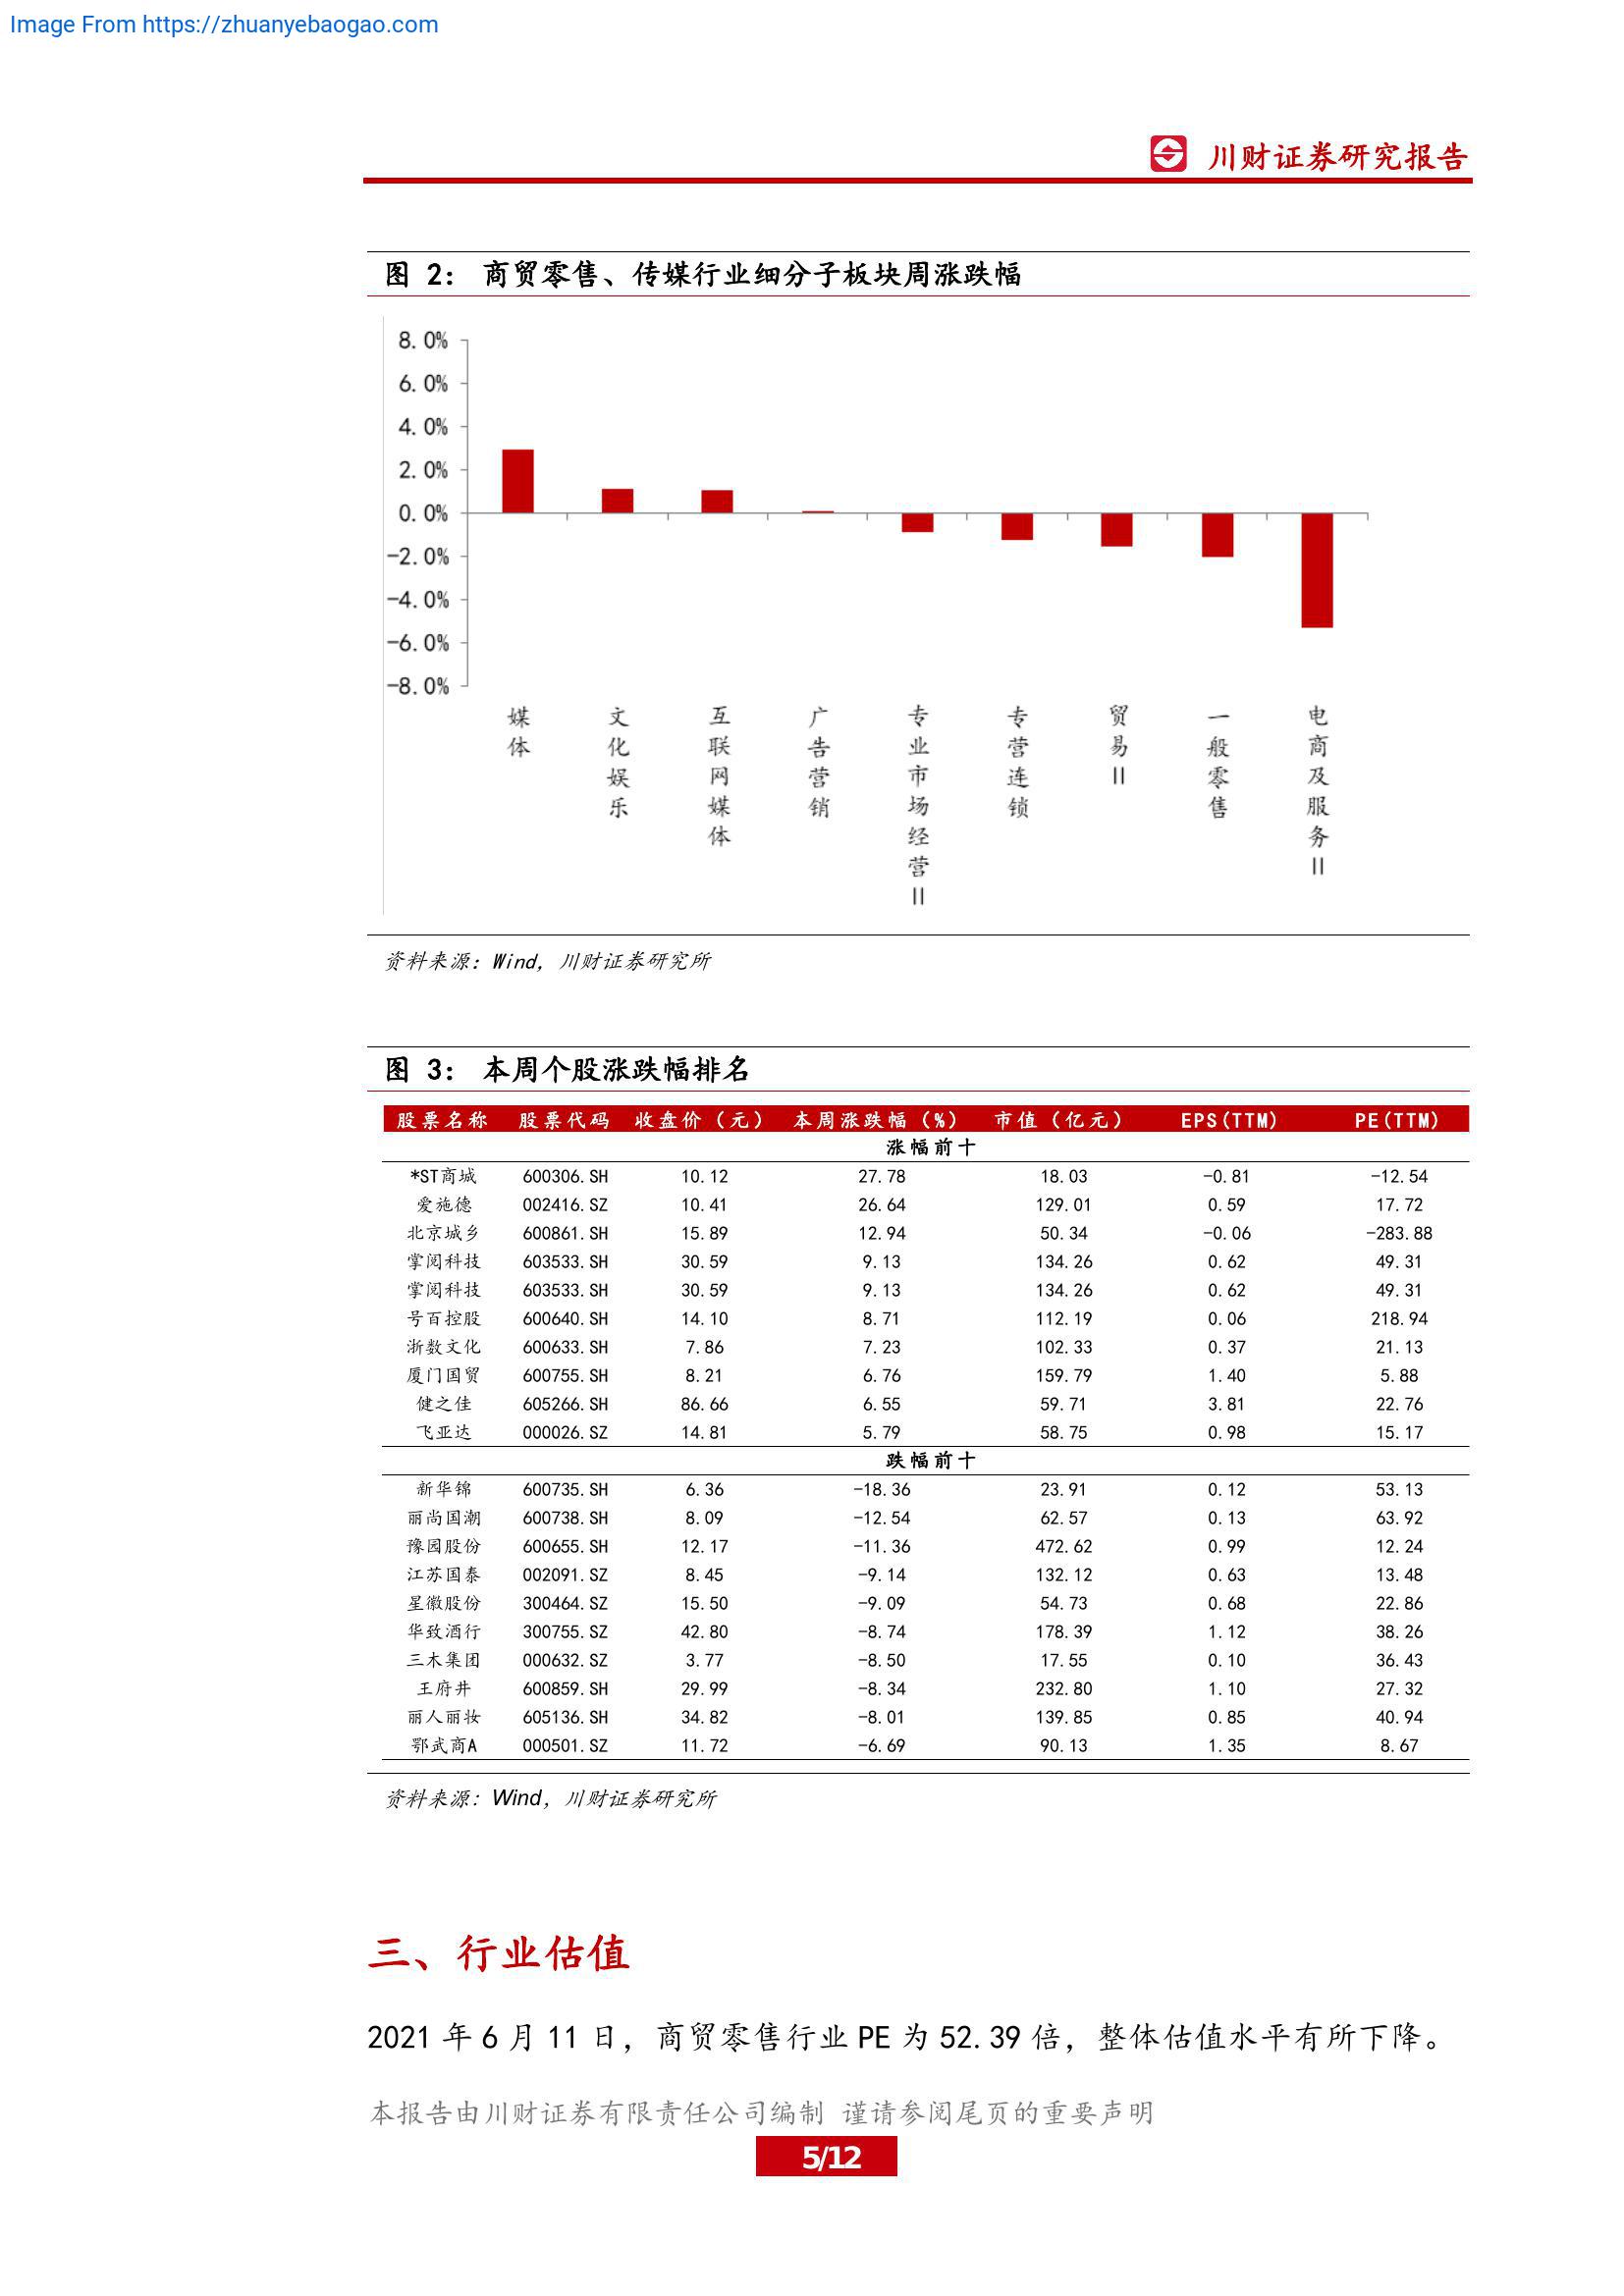 Image From https://zhuanyebaogao.com
川财证券研究报告
图 2： 商贸零售、传媒行业细分子板块周涨跌幅
8.0%
6.0%
4.0%
2.0%
0.0%
-2.0%
-4.0%
-6.0%
-8.0%
媒体
文化娱乐
互联网媒体
广告营销
专业市场经营II
专营连锁
贸易II
一般零售
电商及服务II
资料来源：Wind，川财证券研究所
图 3： 本周个股涨跌幅排名
股票名称 股票代码 收盘价（元） 本周涨跌幅（%） 市值（亿元） EPS(TTM) PE(TTM)
涨幅前十
*ST商城 600306.SH 10.12 27.78 18.03 -0.81 -12.54
爱施德 002416.SZ 10.41 26.64 129.01 0.59 17.72
北京城乡 600861.SH 15.89 12.94 50.34 -0.06 -283.88
掌阅科技 603533.SH 30.59 9.13 134.26 0.62 49.31
掌阅科技 603533.SH 30.59 9.13 134.26 0.62 49.31
号百控股 600640.SH 14.10 8.71 112.19 0.06 218.94
浙数文化 600633.SH 7.86 7.23 102.33 0.37 21.13
厦门国贸 600755.SH 8.21 6.76 159.79 1.40 5.88
健之佳 605266.SH 86.66 6.55 59.71 3.81 22.76
飞亚达 000026.SZ 14.81 5.79 58.75 0.98 15.17
跌幅前十
新华锦 600735.SH 6.36 -18.36 23.91 0.12 53.13
丽尚国潮 600738.SH 8.09 -12.54 62.57 0.13 63.92
豫园股份 600655.SH 12.17 -11.36 472.62 0.99 12.24
江苏国泰 002091.SZ 8.45 -9.14 132.12 0.63 13.48
星徽股份 300464.SZ 15.50 -9.09 54.73 0.68 22.86
华致酒行 300755.SZ 42.80 -8.74 178.39 1.12 38.26
三木集团 000632.SZ 3.77 -8.50 17.55 0.10 36.43
王府井 600859.SH 29.99 -8.34 232.80 1.10 27.32
丽人丽妆 605136.SH 34.82 -8.01 139.85 0.85 40.94
鄂武商A 000501.SZ 11.72 -6.69 90.13 1.35 8.67
资料来源：Wind，川财证券研究所
三、行业估值
2021 年 6 月 11 日，商贸零售行业 PE 为 52.39 倍，整体估值水平有所下降。
本报告由川财证券有限责任公司编制 谨请参阅尾页的重要声明
5/12